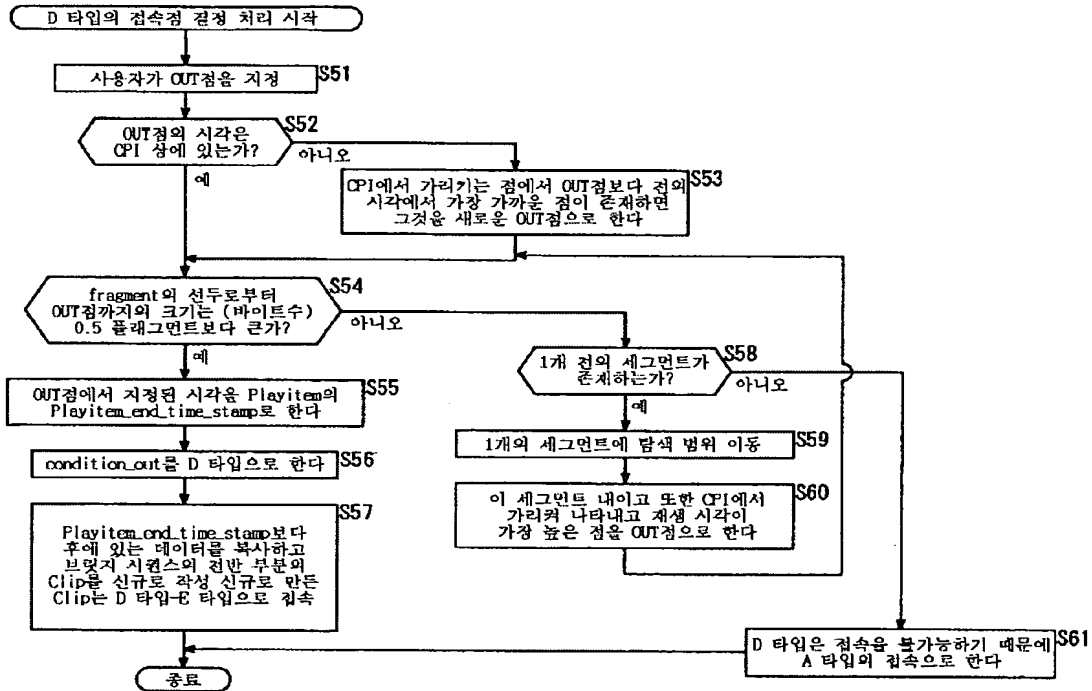 D 타입의 접속점 결정 처리 시작
사용자가 OUT점을 지정
S51
OUT점의 시각은
CPI 상에 있는가?
S52
아니오
예
CPI에서 가리키는 점에서 OUT점보다 전의
시각에서 가장 가까운 점이 존재하면
그것을 새로운 OUT점으로 한다
S53
fragment의 선두로부터
OUT점까지의 크기는 (바이트수)
0.5 플래그먼트보다 큰가?
S54
아니오
예
OUT점에서 지정된 시각을 Playitem의
Playitem_end_time_stamp로 한다
S55
condition_out를 D 타입으로 한다
S56
Playitem_end_time_stamp보다
후에 있는 데이터를 복사하고
브릿지 시퀀스의 전반 부분의
Clip를 신규로 작성 신규로 만든
Clip는 D 타입-E 타입으로 접속
S57
1개 전의 세그먼트가
존재하는가?
S58
아니오
예
1개의 세그먼트에 탐색 범위 이동
S59
이 세그먼트 내이고 또한 CPI에서
가리켜 나타내고 재생 시각이
가장 높은 점을 OUT점으로 한다
S60
D 타입은 접속을 불가능하기 때문에
A 타입의 접속으로 한다
S61
종료